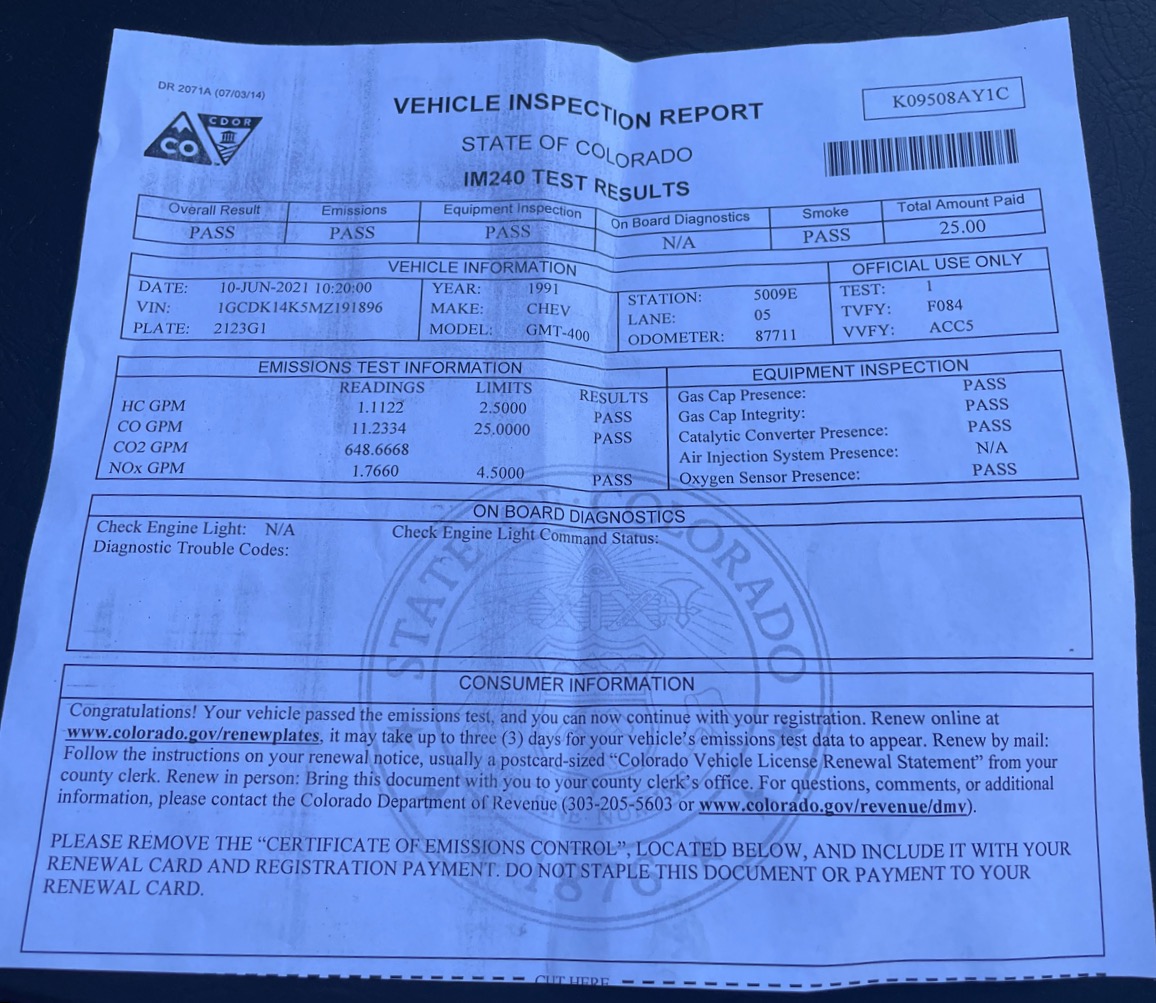 DR 2071A (07/03/14)
CO
CDOR
VEHICLE INSPECTION REPORT
STATE OF COLORADO
IM240 TEST RESULTS
K09508AY1C
Overall Result Emissions Equipment Inspection On Board Diagnostics Smoke Total Amount Paid
PASS PASS PASS N/A PASS 25.00
VEHICLE INFORMATION OFFICIAL USE ONLY
DATE: 10-JUN-2021 10:20:00 YEAR: 1991 STATION: 5009E TEST: 1
VIN: 1GCDK14K5MZ191896 MAKE: CHEV LANE: 05 TVFY: F084
PLATE: 2123G1 MODEL: GMT-400 ODOMETER: 87711 VVFY: ACC5
EMISSIONS TEST INFORMATION EQUIPMENT INSPECTION
READINGS LIMITS RESULTS Gas Cap Presence: PASS
HC GPM 1.1122 2.5000 PASS Gas Cap Integrity: PASS
CO GPM 11.2334 25.0000 PASS Catalytic Converter Presence: PASS
CO2 GPM 648.6668 Air Injection System Presence: N/A
NOx GPM 1.7660 4.5000 PASS Oxygen Sensor Presence: PASS
ON BOARD DIAGNOSTICS
Check Engine Light: N/A Check Engine Light Command Status:
Diagnostic Trouble Codes:
STATE OF COLORADO
CONSUMER INFORMATION
Congratulations! Your vehicle passed the emissions test, and you can now continue with your registration. Renew online at
www.colorado.gov/renewplates, it may take up to three (3) days for your vehicle's emissions test data to appear. Renew by mail:
Follow the instructions on your renewal notice, usually a postcard-sized “Colorado Vehicle License Renewal Statement” from your
county clerk. Renew in person: Bring this document with you to your county clerk's office. For questions, comments, or additional
information, please contact the Colorado Department of Revenue (303-205-5603 or www.colorado.gov/revenue/dmv).
PLEASE REMOVE THE “CERTIFICATE OF EMISSIONS CONTROL”, LOCATED BELOW, AND INCLUDE IT WITH YOUR
RENEWAL CARD AND REGISTRATION PAYMENT. DO NOT STAPLE THIS DOCUMENT OR PAYMENT TO YOUR
RENEWAL CARD.
1876
CUT HERE